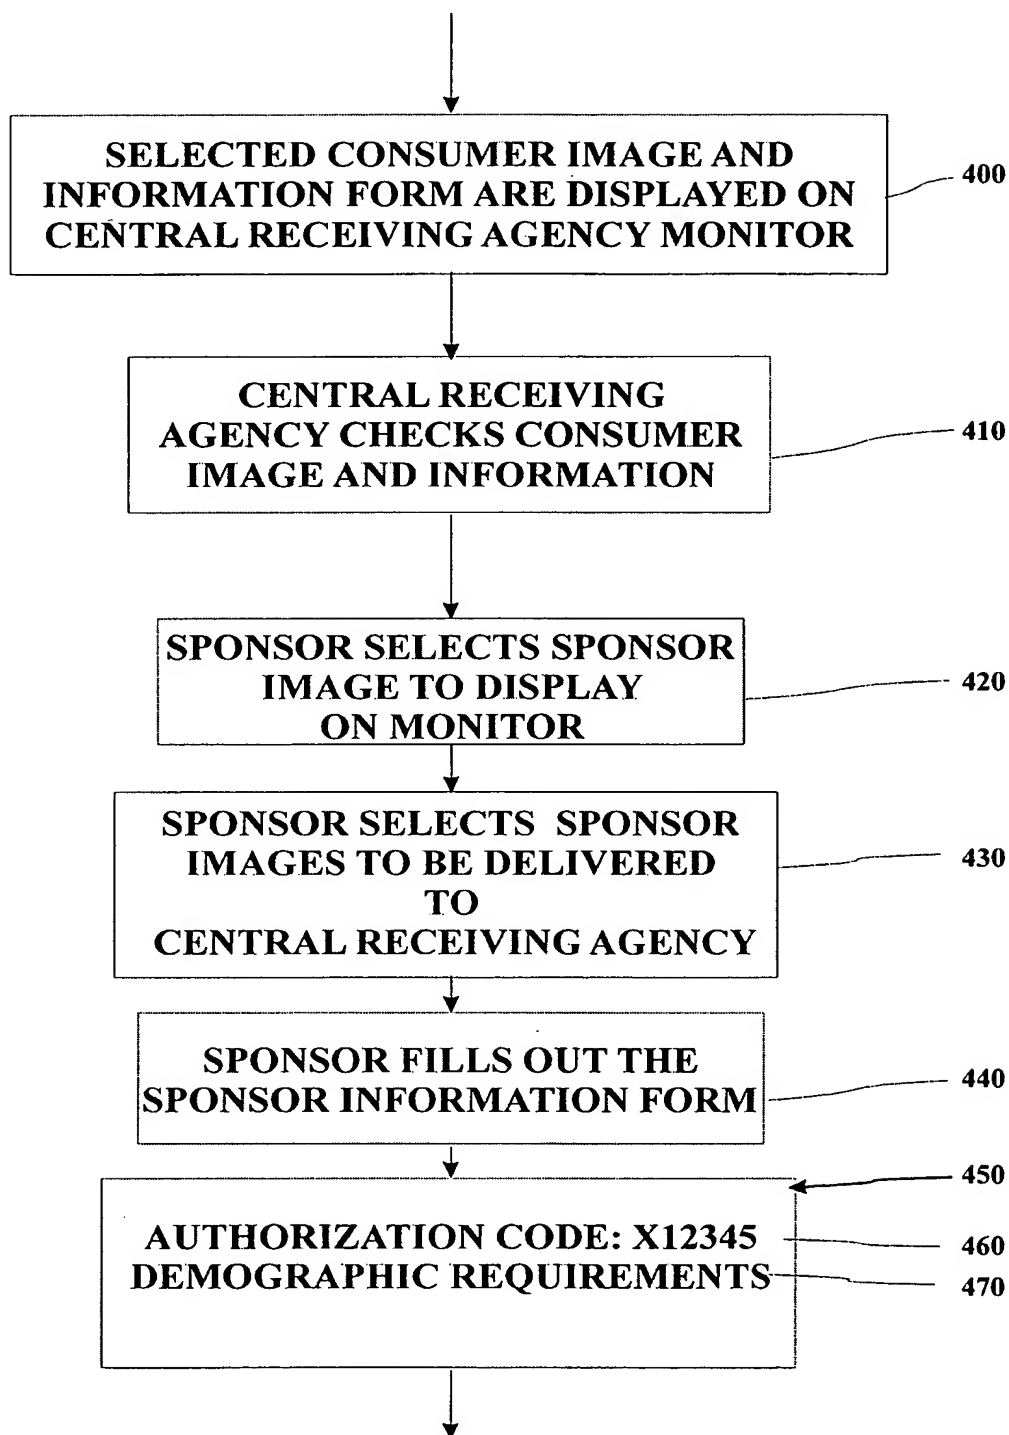 SELECTED CONSUMER IMAGE AND
INFORMATION FORM ARE DISPLAYED ON
CENTRAL RECEIVING AGENCY MONITOR
400
CENTRAL RECEIVING
AGENCY CHECKS CONSUMER
IMAGE AND INFORMATION
410
SPONSOR SELECTS SPONSOR
IMAGE TO DISPLAY
ON MONITOR
420
SPONSOR SELECTS SPONSOR
IMAGES TO BE DELIVERED
TO
CENTRAL RECEIVING AGENCY
430
SPONSOR FILLS OUT THE
SPONSOR INFORMATION FORM
440
450
AUTHORIZATION CODE: X12345
460
DEMOGRAPHIC REQUIREMENTS
470